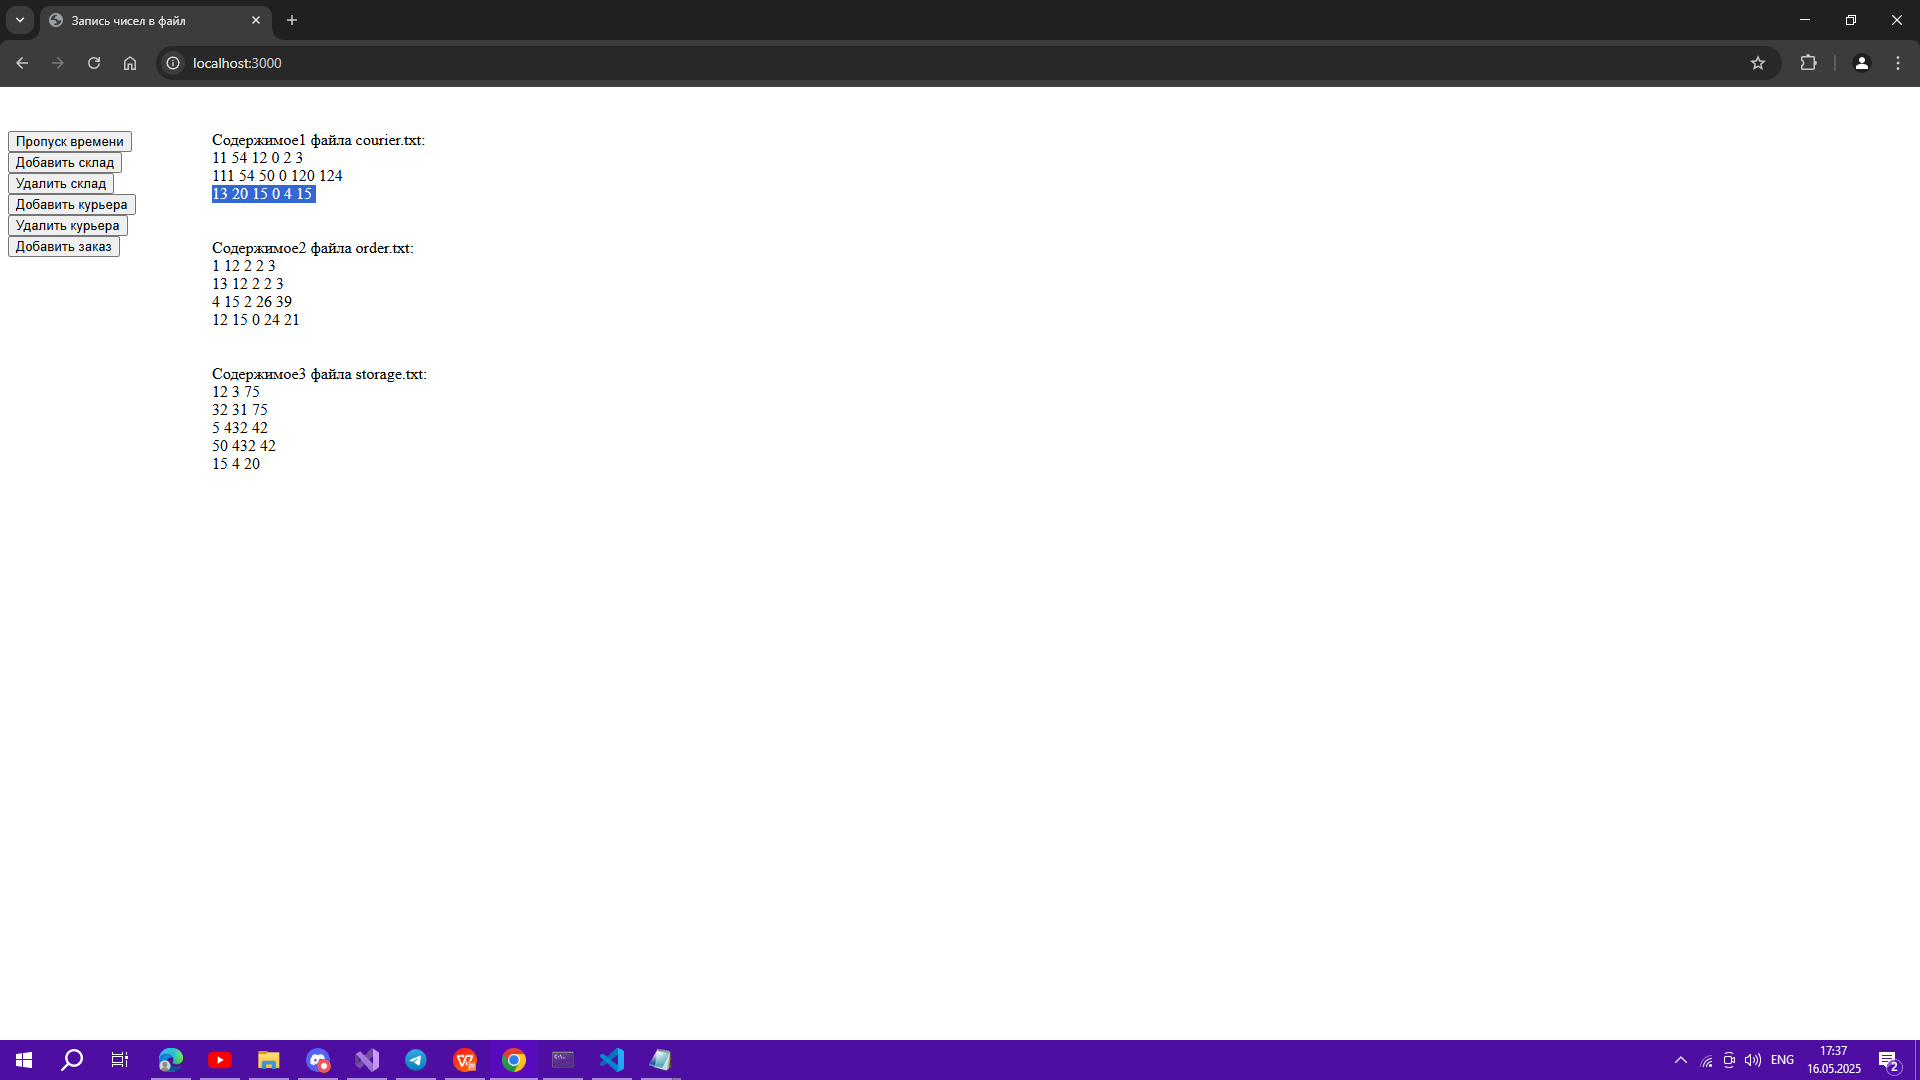 Запись чисел в файл
localhost:3000
Пропуск времени
Добавить склад
Удалить склад
Добавить курьера
Удалить курьера
Добавить заказ
Содержимое1 файла courier.txt:
11 54 12 0 2 3
111 54 50 0 120 124
13 20 15 0 4 15
Содержимое2 файла order.txt:
1 12 2 2 3
13 12 2 2 3
4 15 2 26 39
12 15 0 24 21
Содержимое3 файла storage.txt:
12 3 75
32 31 75
5 432 42
50 432 42
15 4 20
ENG
17:37
16.05.2025
2